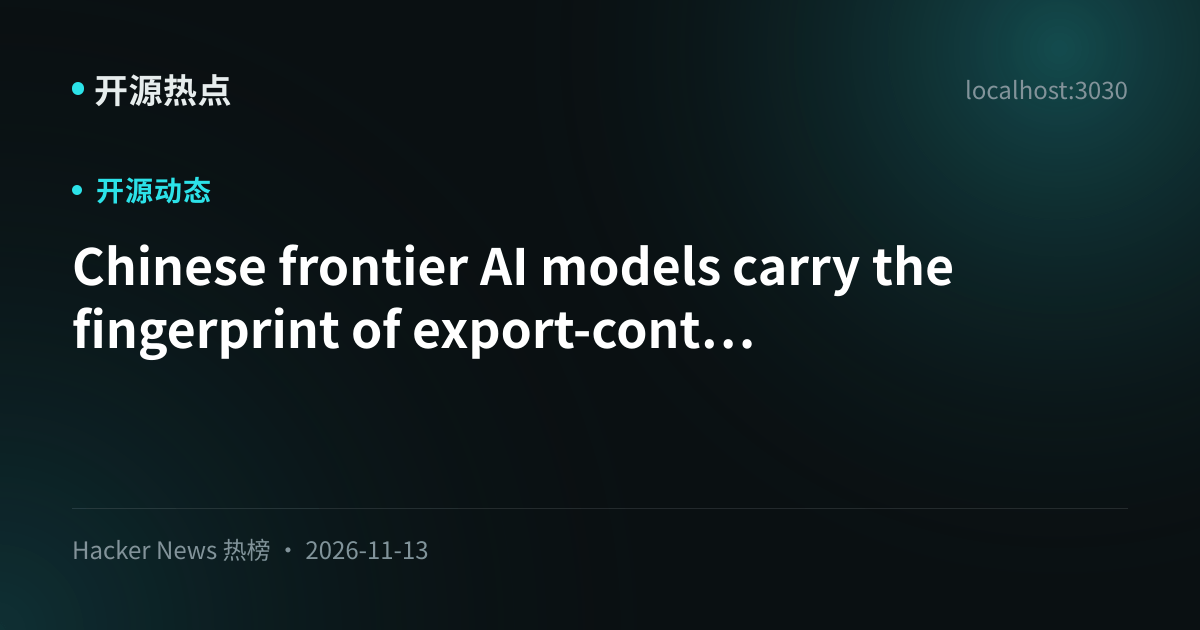 开源热点
localhost:3030
开源动态
Chinese frontier AI models carry the
fingerprint of export-cont…
Hacker News 热榜 · 2026-11-13